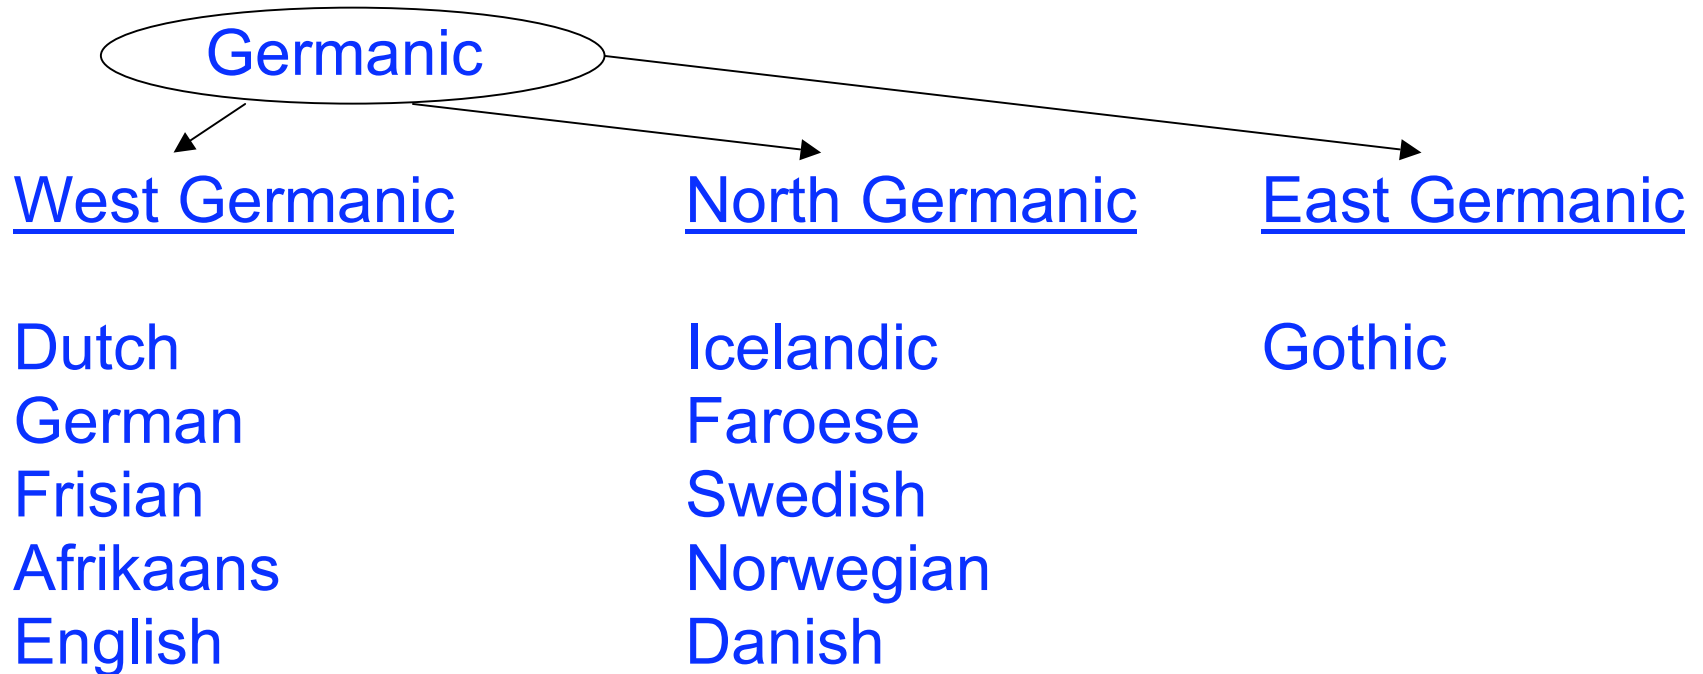 Germanic
West Germanic North Germanic East Germanic
Dutch Icelandic Gothic
German Faroese
Frisian Swedish
Afrikaans Norwegian
English Danish